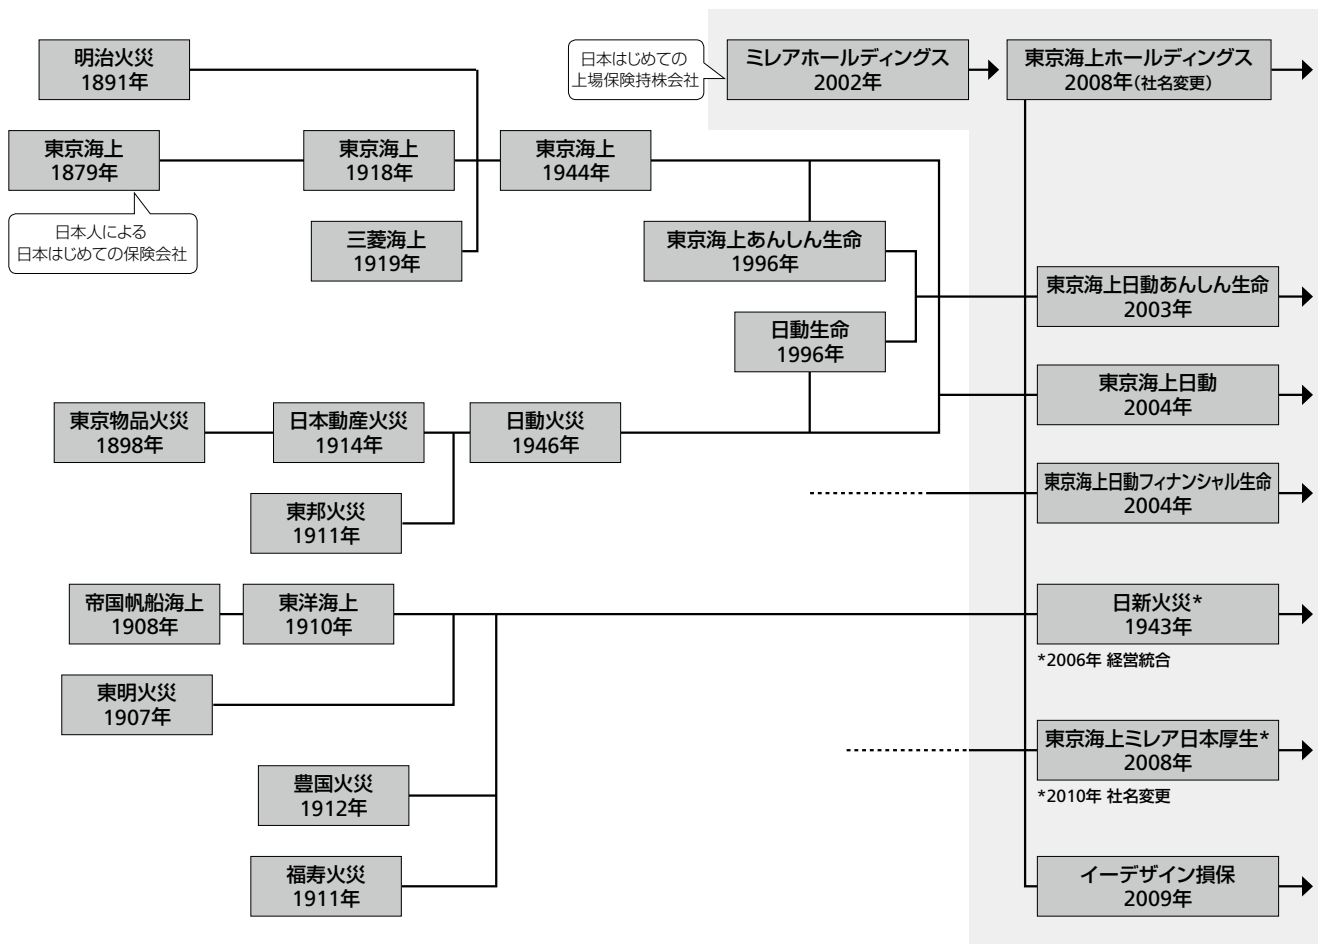 明治火災
1891年
日本はじめての
上場保険持株会社
ミレアホールディングス
2002年
東京海上ホールディングス
2008年(社名変更)
東京海上
1879年
東京海上
1918年
東京海上
1944年
日本人による
日本はじめての保険会社
三菱海上
1919年
東京海上あんしん生命
1996年
東京海上日動あんしん生命
2003年
日動生命
1996年
東京海上日動
2004年
東京物品火災
1898年
日本動産火災
1914年
日動火災
1946年
東京海上日動フィナンシャル生命
2004年
東邦火災
1911年
帝国帆船海上
1908年
東洋海上
1910年
日新火災*
1943年
*2006年 経営統合
東明火災
1907年
東京海上ミレア日本厚生*
2008年
*2010年 社名変更
豊国火災
1912年
福寿火災
1911年
イーデザイン損保
2009年